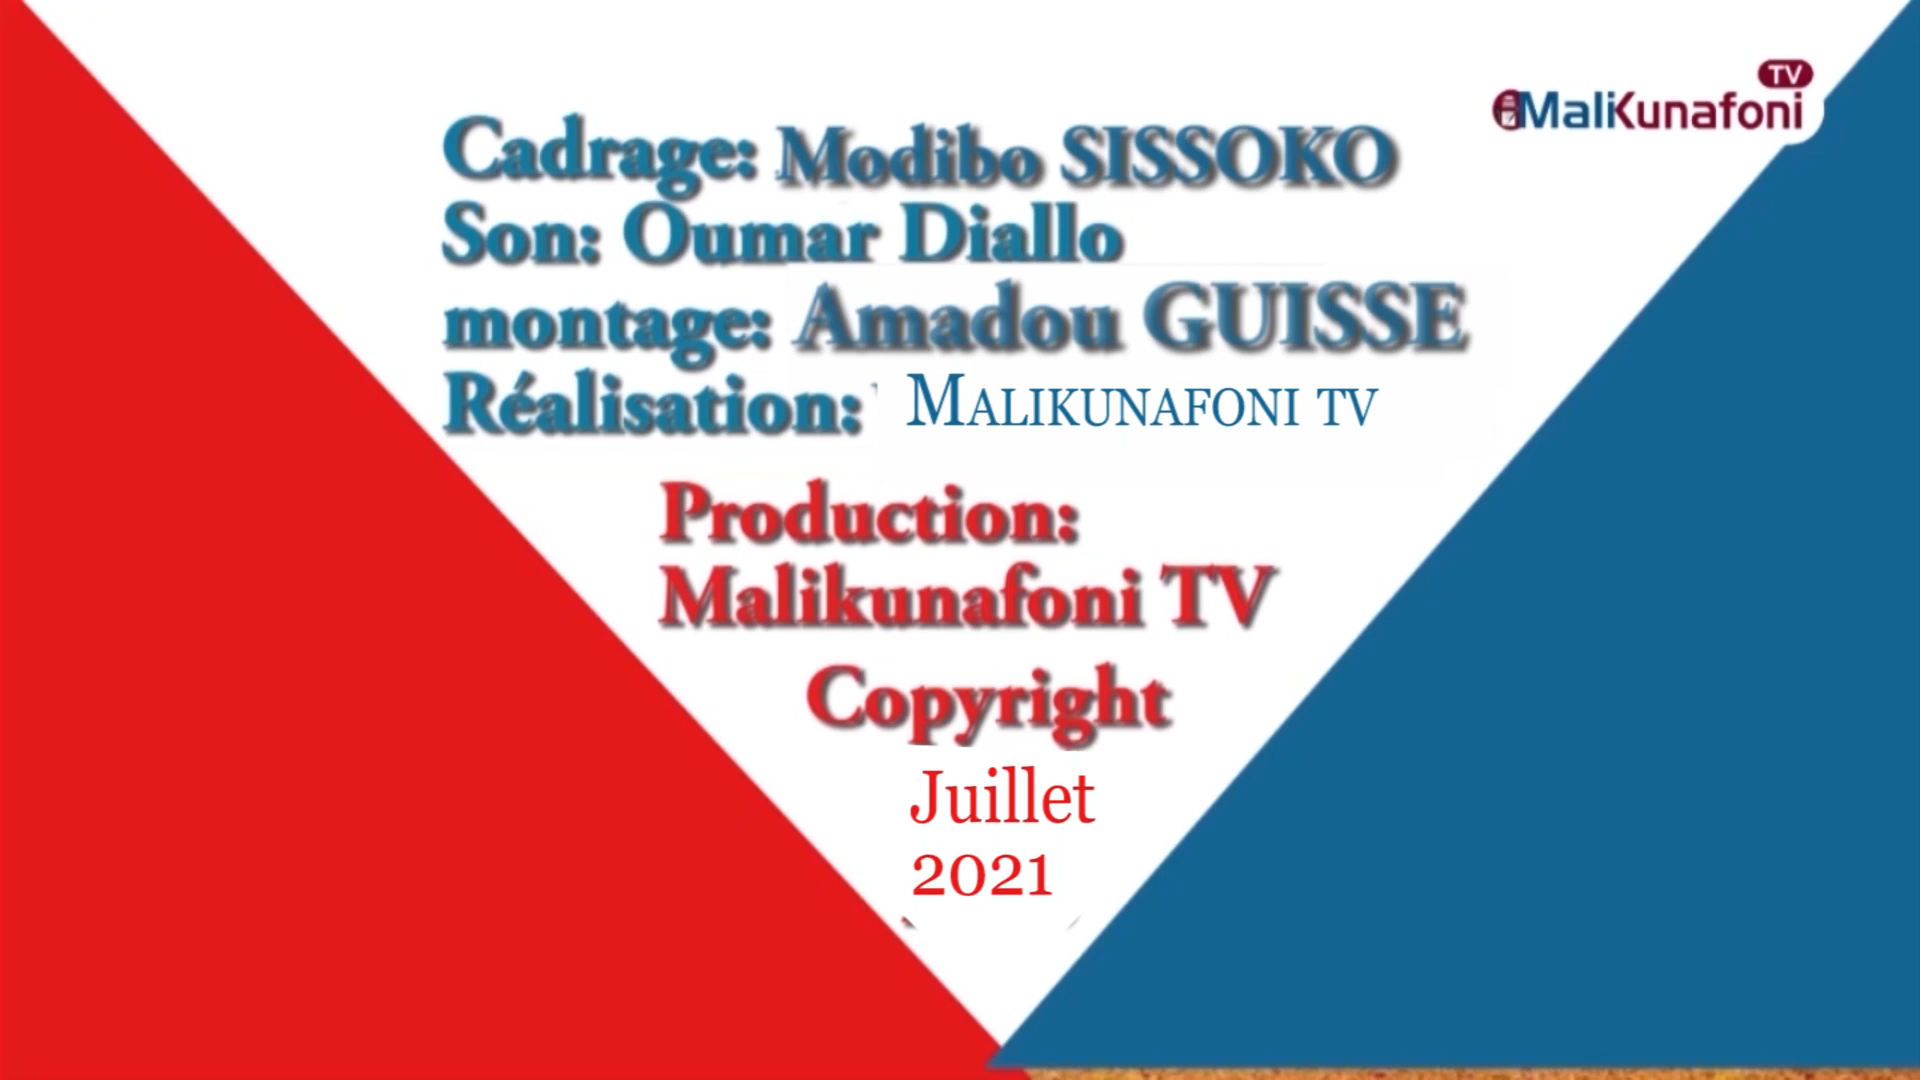 TV
MaliKunafoni
Cadrage: Modibo SISSOKO
Son: Oumar Diallo
montage: Amadou GUISSE
Réalisation: MALIKUNAFONI TV
Production:
Malikunafoni TV
Copyright
Juillet
2021